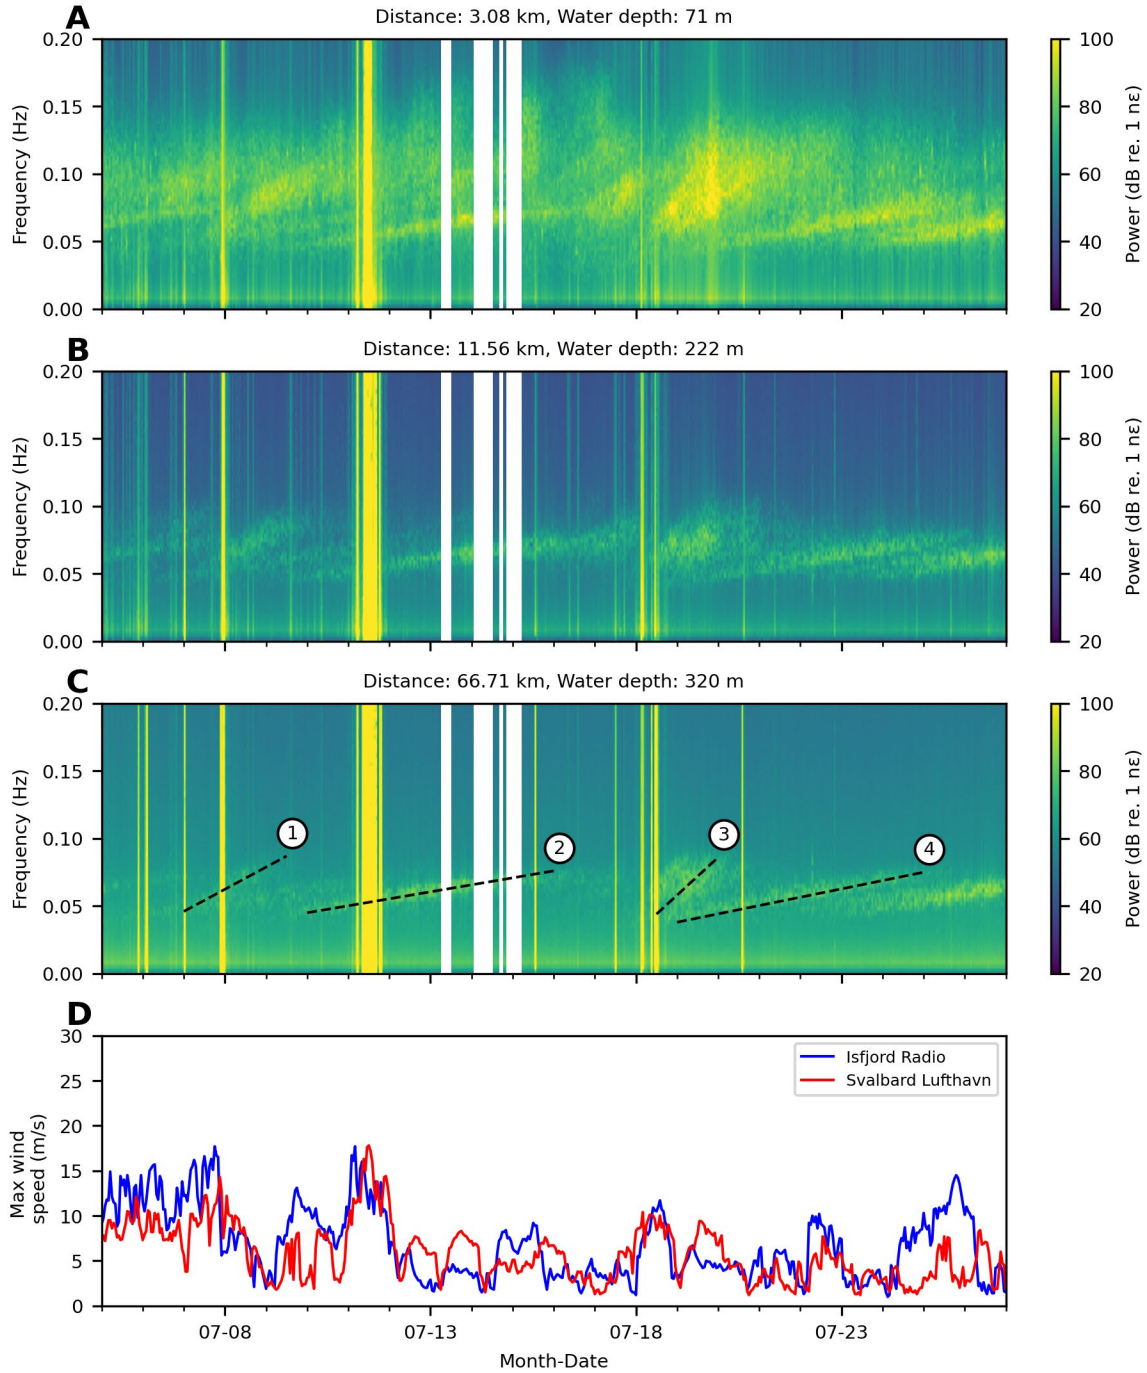 A
Distance: 3.08 km, Water depth: 71 m
0.20
0.15
0.10
0.05
0.00
Frequency (Hz)
100
80
60
40
20
Power (dB re. 1 nε)
B
Distance: 11.56 km, Water depth: 222 m
0.20
0.15
0.10
0.05
0.00
Frequency (Hz)
100
80
60
40
20
Power (dB re. 1 nε)
C
Distance: 66.71 km, Water depth: 320 m
0.20
0.15
0.10
0.05
0.00
Frequency (Hz)
1
2
3
4
100
80
60
40
20
Power (dB re. 1 nε)
D
30
25
20
15
10
5
0
Max wind
speed (m/s)
Isfjord Radio
Svalbard Lufthavn
07-08
07-13
07-18
07-23
Month-Date